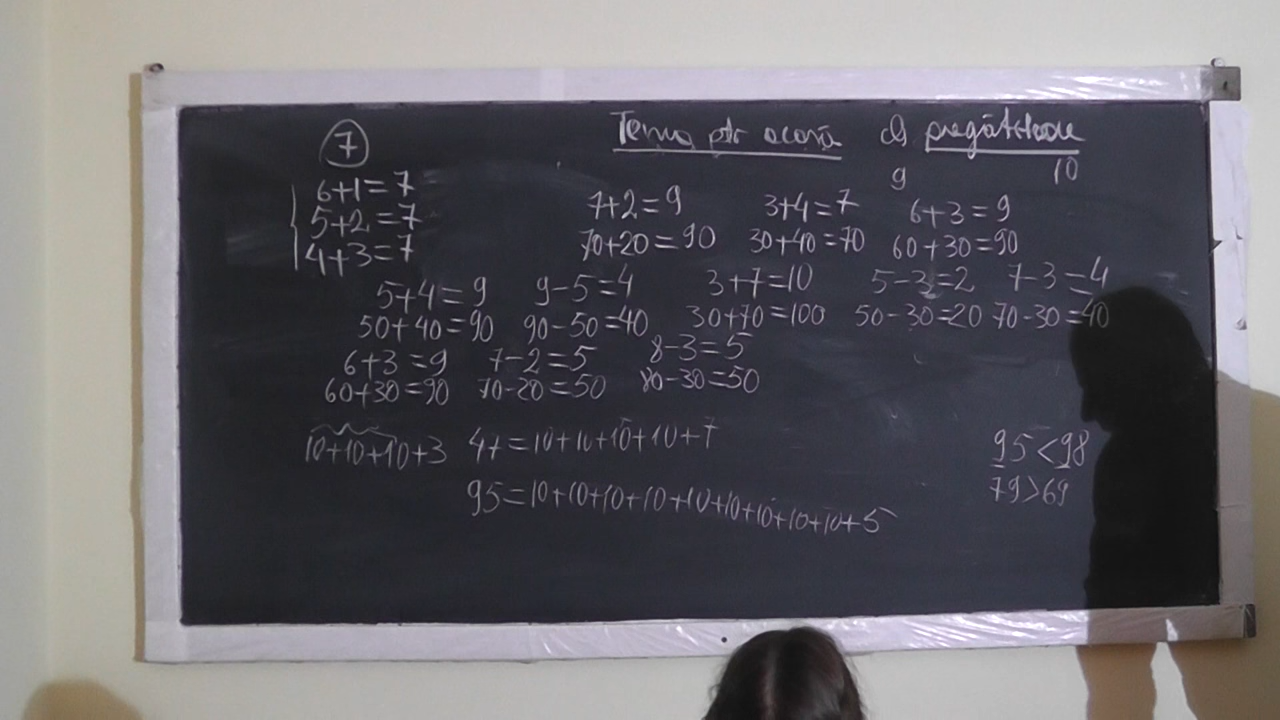 7
Tema ptr acasă cls pregătitoare
6+1=7
5+2=7
4+3=7
9 10
7+2=9 3+4=7 6+3=9
70+20=90 30+40=70 60+30=90
5+4=9 9-5=4 3+7=10 5-3=2 7-3=4
50+40=90 90-50=40 30+70=100 50-30=20 70-30=40
6+3=9 7-2=5 8-3=5
60+30=90 70-20=50 80-30=50
10+10+10+3 47=10+10+10+10+7
95<98
79>69
95=10+10+10+10+10+10+10+10+10+5